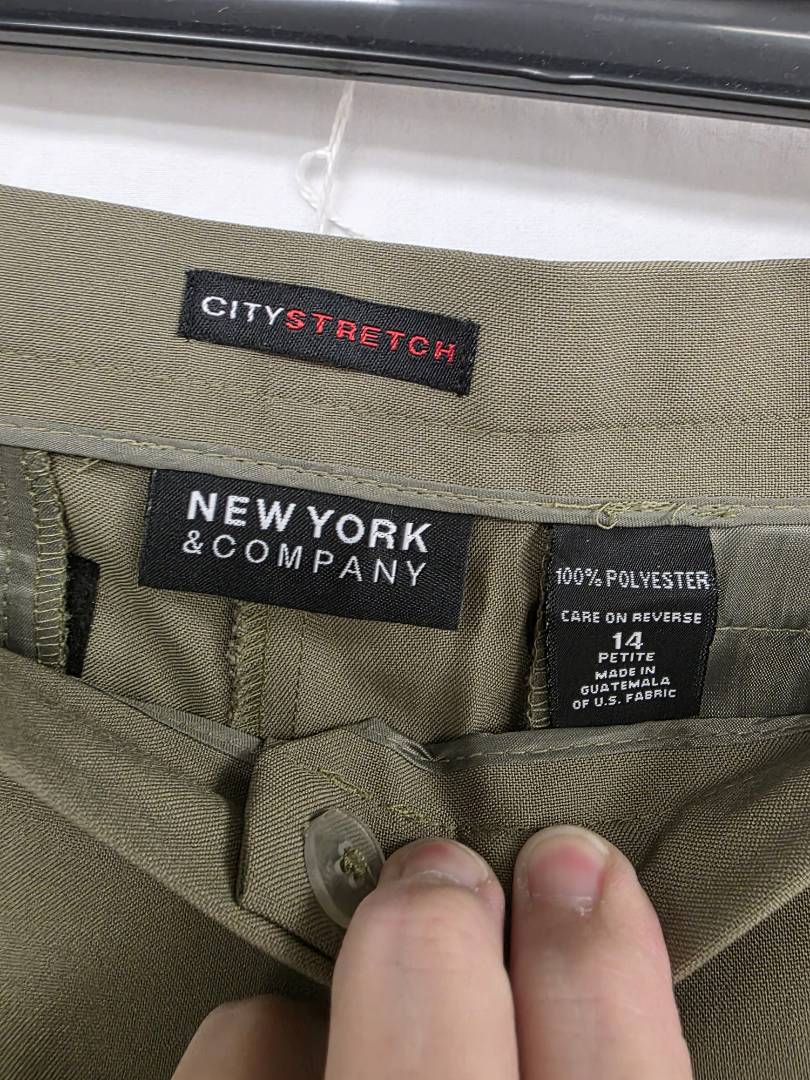 CITYSTRETCH
NEW YORK
& COMPANY
100% POLYESTER
CARE ON REVERSE
14
PETITE
MADE IN
GUATEMALA
OF U.S. FABRIC